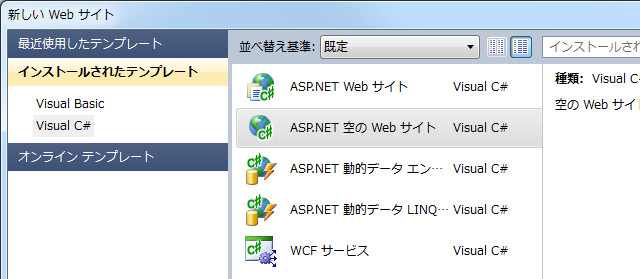 新しい Web サイト
最近使用したテンプレート
インストールされたテンプレート
Visual Basic
Visual C#
オンライン テンプレート
並べ替え基準: 既定
ASP.NET Web サイト Visual C#
ASP.NET 空の Web サイト Visual C#
ASP.NET 動的データ エン… Visual C#
ASP.NET 動的データ LINQ… Visual C#
WCF サービス Visual C#
インストールされ
種類: Visual C
空の Web サイ